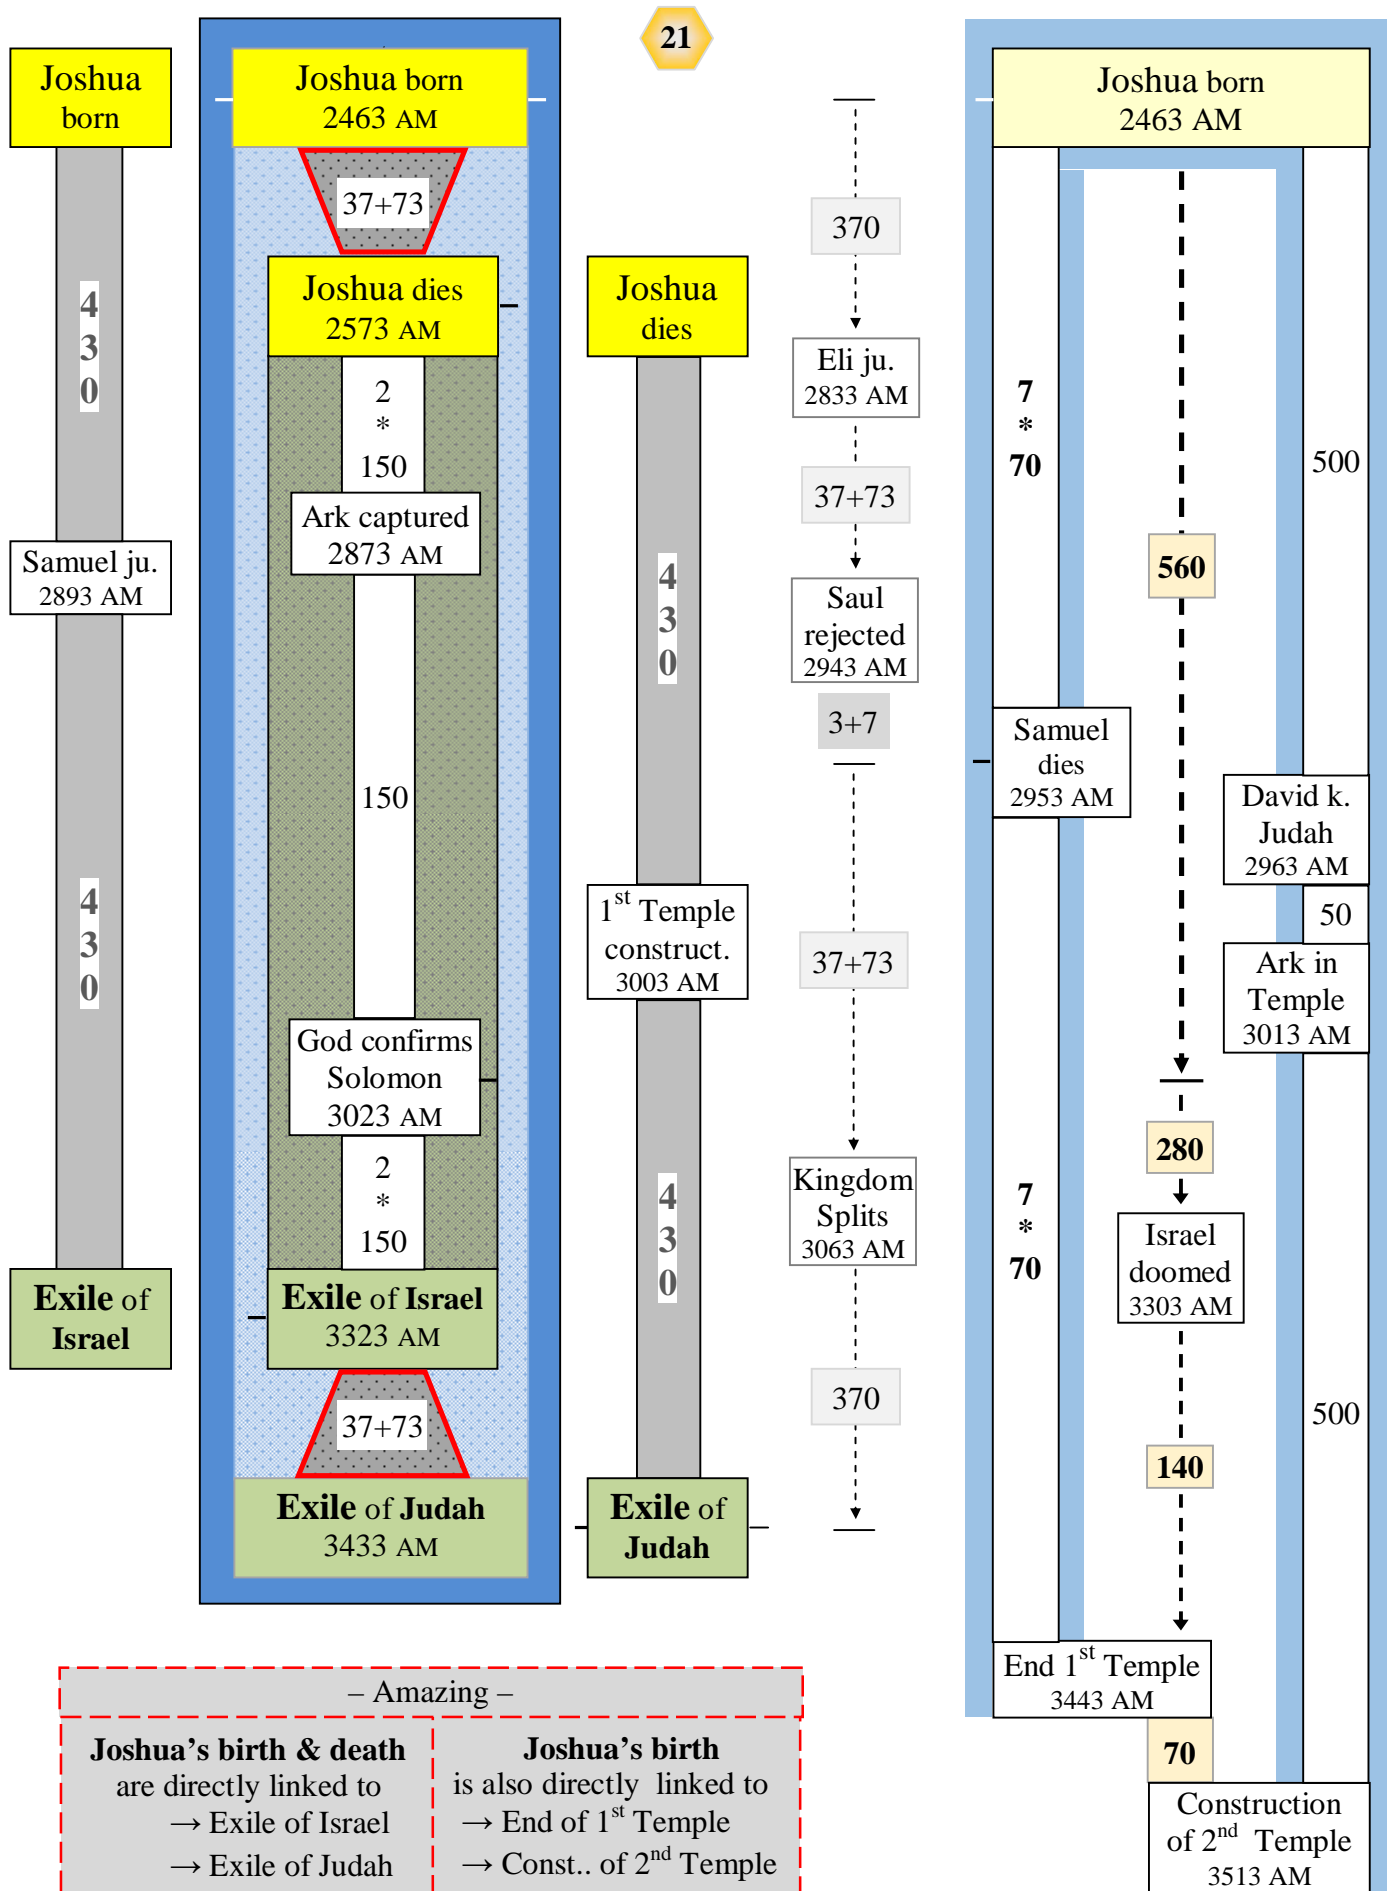 21
Joshua
born
4
3
0
Samuel ju.
2893 AM
4
3
0
Exile of
Israel
Joshua born
2463 AM
37+73
Joshua dies
2573 AM
2
*
150
Ark captured
2873 AM
150
God confirms
Solomon
3023 AM
2
*
150
Exile of Israel
3323 AM
37+73
Exile of Judah
3433 AM
Joshua
dies
4
3
0
1st Temple
construct.
3003 AM
4
3
0
Exile of
Judah
370
Eli ju.
2833 AM
37+73
Saul
rejected
2943 AM
3+7
37+73
Kingdom
Splits
3063 AM
370
Joshua born
2463 AM
7
*
70
Samuel
dies
2953 AM
7
*
70
End 1st Temple
3443 AM
560
280
Israel
doomed
3303 AM
140
70
500
David k.
Judah
2963 AM
50
Ark in
Temple
3013 AM
500
Construction
of 2nd Temple
3513 AM
– Amazing –
Joshua's birth & death
are directly linked to
→ Exile of Israel
→ Exile of Judah
Joshua's birth
is also directly linked to
→ End of 1st Temple
→ Const.. of 2nd Temple